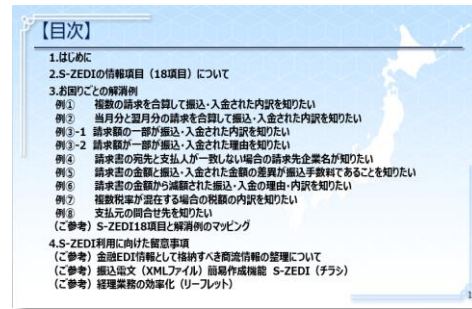 【目次】
1.はじめに
2.S-ZEDIの情報項目（18項目）について
3.お困りごとの解消例
例① 複数の請求を合算して振込・入金された内訳を知りたい
例② 当月分と翌月分の請求を合算して振込・入金された内訳を知りたい
例③-1 請求額の一部が振込・入金された内訳を知りたい
例③-2 請求額が一部が振込・入金された理由を知りたい
例④ 請求書の宛先と支払人が一致しない場合の請求先企業名が知りたい
例⑤ 請求書の金額と振込・入金された金額の差異が振込手数料であることを知りたい
例⑥ 請求書の金額から減額された振込・入金の理由・内訳を知りたい
例⑦ 複数税率が混在する場合の税額の内訳を知りたい
例⑧ 支払元の問合せ先を知りたい
（ご参考）S-ZEDI18項目と解消例のマッピング
4.S-ZEDI利用に向けた留意事項
（ご参考）金融EDI情報として格納すべき商流情報の整理について
（ご参考）振込電文（XMLファイル）簡易作成機能 S-ZEDI（チラシ）
（ご参考）経理業務の効率化（リーフレット）
1